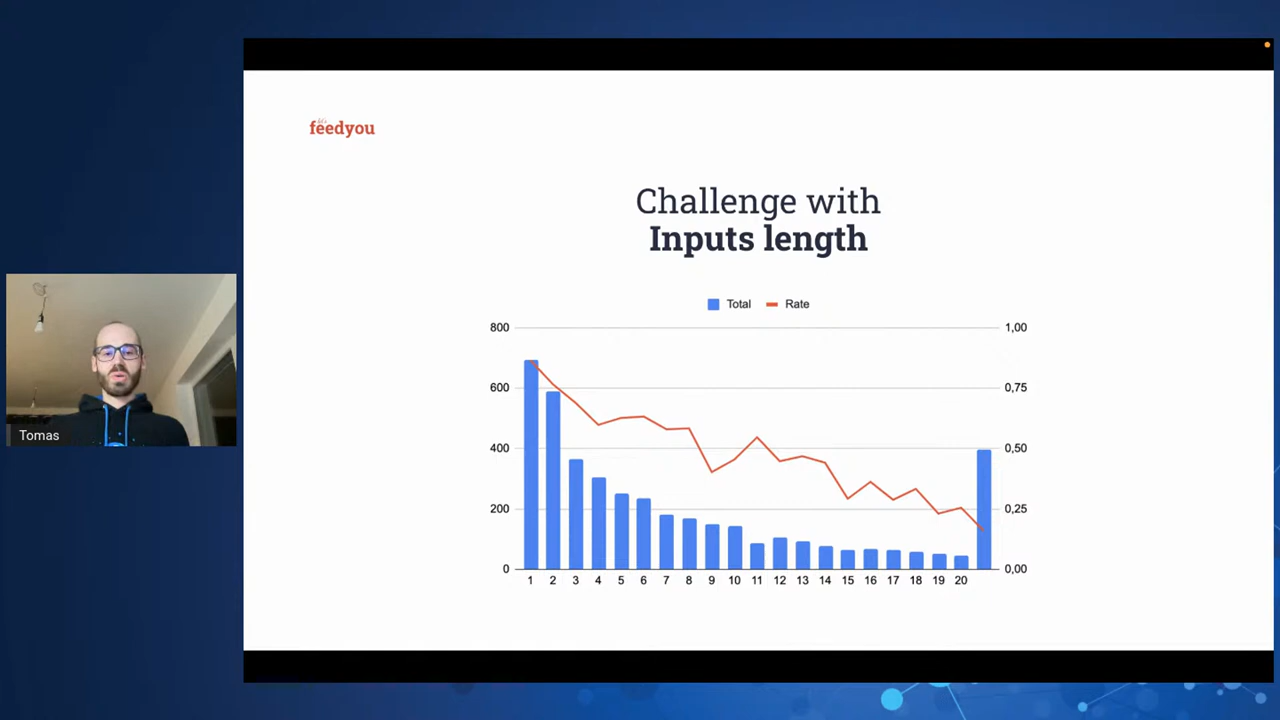 let's
feedyou
Challenge with
Inputs length
Total Rate
800 1,00
600 0,75
400 0,50
200 0,25
0 0,00
1 2 3 4 5 6 7 8 9 10 11 12 13 14 15 16 17 18 19 20
Tomas